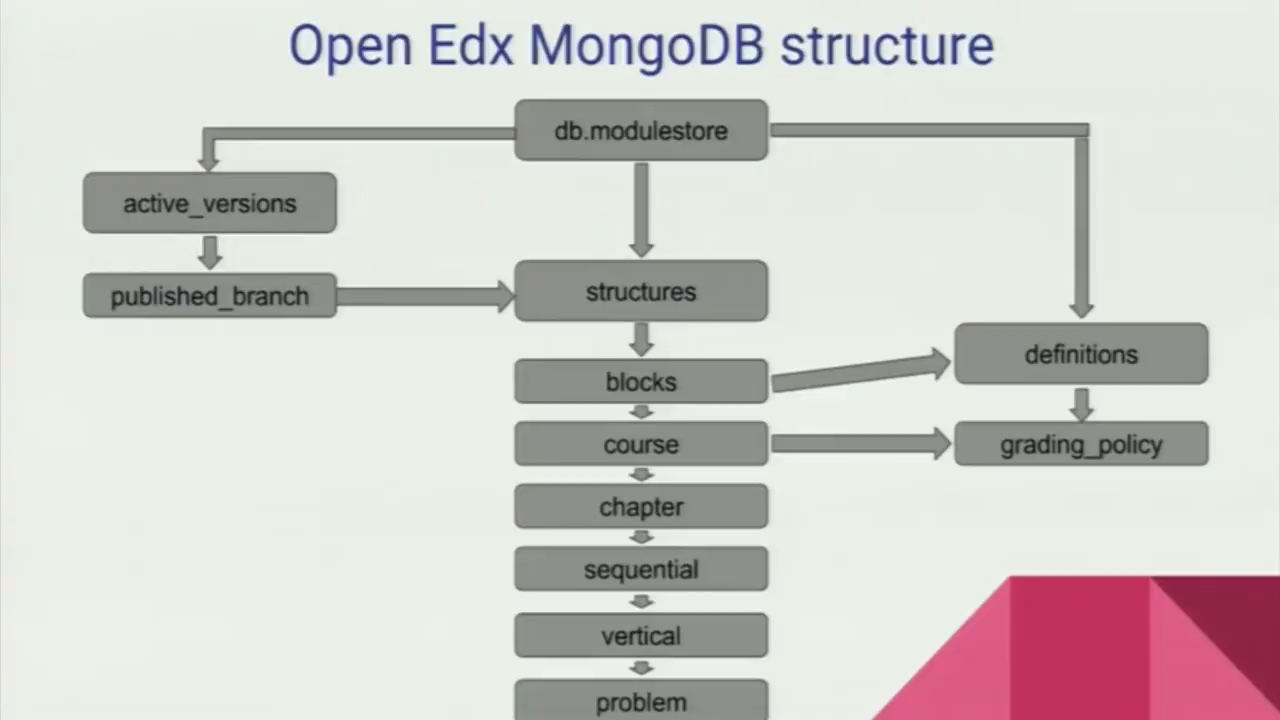 Open Edx MongoDB structure
db.modulestore
active_versions
published_branch
structures
blocks
definitions
course
grading_policy
chapter
sequential
vertical
problem